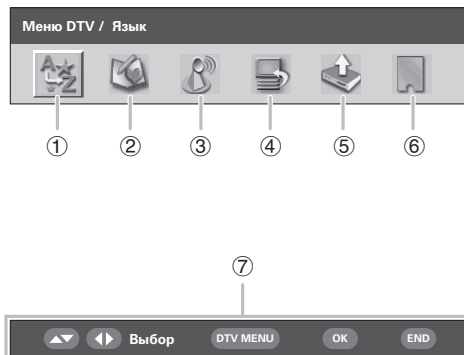 Меню DTV / Язык
① ② ③ ④ ⑤ ⑥
⑦
Выбор DTV MENU OK END